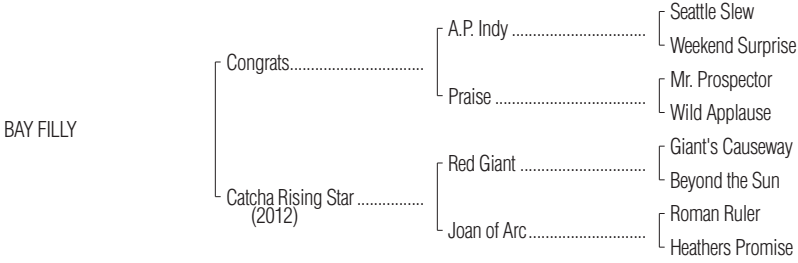 Seattle Slew
A.P. Indy ................................
Weekend Surprise
Congrats................................
Mr. Prospector
Praise ....................................
Wild Applause
BAY FILLY
Giant's Causeway
Red Giant ..............................
Beyond the Sun
Catcha Rising Star ................
(2012)
Roman Ruler
Joan of Arc............................
Heathers Promise